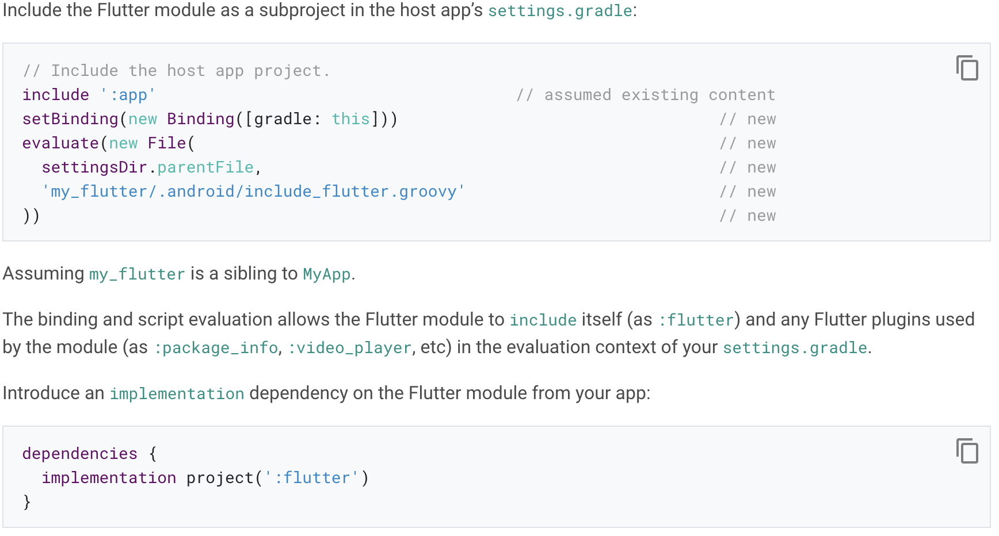 Include the Flutter module as a subproject in the host app’s settings.gradle:
// Include the host app project.
include ':app'                                     // assumed existing content
setBinding(new Binding([gradle: this]))                                 // new
evaluate(new File(                                                      // new
  settingsDir.parentFile,                                               // new
  'my_flutter/.android/include_flutter.groovy'                          // new
))                                                                      // new
Assuming my_flutter is a sibling to MyApp.
The binding and script evaluation allows the Flutter module to include itself (as :flutter) and any Flutter plugins used
by the module (as :package_info, :video_player, etc) in the evaluation context of your settings.gradle.
Introduce an implementation dependency on the Flutter module from your app:
dependencies {
  implementation project(':flutter')
}